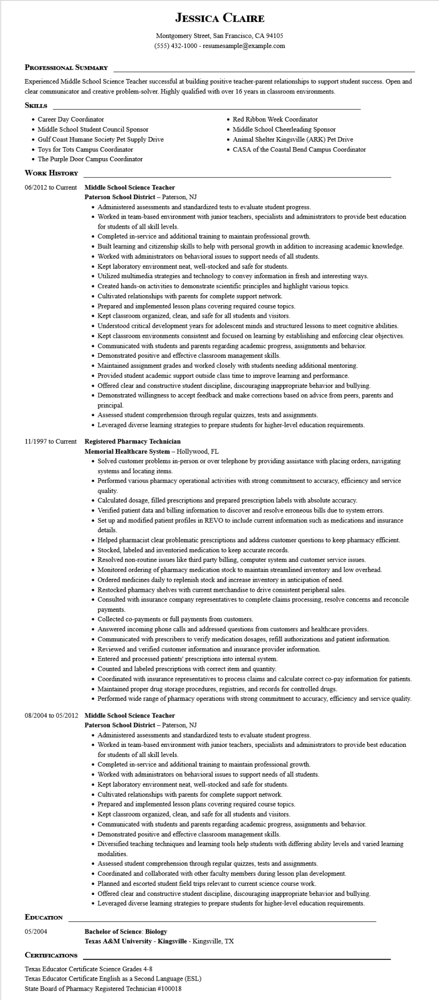 Jessica Claire
Montgomery Street, San Francisco, CA 94105
(555) 432-1000 - resumesample@example.com
Professional Summary
Experienced Middle School Science Teacher successful at building positive teacher-parent relationships to support student success. Open and
clear communicator and creative problem-solver. Highly qualified with over 16 years in classroom environments.
Skills
• Career Day Coordinator
• Middle School Student Council Sponsor
• Gulf Coast Humane Society Pet Supply Drive
• Toys for Tots Campus Coordinator
• The Purple Door Campus Coordinator
• Red Ribbon Week Coordinator
• Middle School Cheerleading Sponsor
• Animal Shelter Kingsville (ARK) Pet Drive
• CASA of the Coastal Bend Campus Coordinator
Work History
06/2012 to Current Middle School Science Teacher
Paterson School District – Paterson, NJ
• Administered assessments and standardized tests to evaluate student progress.
• Worked in team-based environment with junior teachers, specialists and administrators to provide best education
for students of all skill levels.
• Completed in-service and additional training to maintain professional growth.
• Built learning and citizenship skills to help with personal growth in addition to increasing academic knowledge.
• Worked with administrators on behavioral issues to support needs of all students.
• Kept laboratory environment neat, well-stocked and safe for students.
• Utilized multimedia strategies and technology to convey information in fresh and interesting ways.
• Created hands-on activities to demonstrate scientific principles and highlight various topics.
• Cultivated relationships with parents for complete support network.
• Prepared and implemented lesson plans covering required course topics.
• Kept classroom organized, clean, and safe for all students and visitors.
• Understood critical development years for adolescent minds and structured lessons to meet cognitive abilities.
• Kept classroom environments consistent and focused on learning by establishing and enforcing clear objectives.
• Communicated with students and parents regarding academic progress, assignments and behavior.
• Demonstrated positive and effective classroom management skills.
• Maintained assignment grades and worked closely with students needing additional mentoring.
• Provided student academic support outside class time to improve learning and performance.
• Offered clear and constructive student discipline, discouraging inappropriate behavior and bullying.
• Demonstrated willingness to accept feedback and make corrections based on advice from peers, parents and
principal.
• Assessed student comprehension through regular quizzes, tests and assignments.
• Leveraged diverse learning strategies to prepare students for higher-level education requirements.
11/1997 to Current Registered Pharmacy Technician
Memorial Healthcare System – Hollywood, FL
• Solved customer problems in-person or over telephone by providing assistance with placing orders, navigating
systems and locating items.
• Performed various pharmacy operational activities with strong commitment to accuracy, efficiency and service
quality.
• Calculated dosage, filled prescriptions and prepared prescription labels with absolute accuracy.
• Verified patient data and billing information to discover and resolve erroneous bills due to system errors.
• Set up and modified patient profiles in REVO to include current information such as medications and insurance
details.
• Helped pharmacist clear problematic prescriptions and address customer questions to keep pharmacy efficient.
• Stocked, labeled and inventoried medication to keep accurate records.
• Resolved non-routine issues like third party billing, computer system and customer service issues.
• Monitored ordering of pharmacy medication stock to maintain streamlined inventory and low overhead.
• Ordered medicines daily to replenish stock and increase inventory in anticipation of need.
• Restocked pharmacy shelves with current merchandise to drive consistent peripheral sales.
• Consulted with insurance company representatives to complete claims processing, resolve concerns and reconcile
payments.
• Collected co-payments or full payments from customers.
• Answered incoming phone calls and addressed questions from customers and healthcare providers.
• Communicated with prescribers to verify medication dosages, refill authorizations and patient information.
• Reviewed and verified customer information and insurance provider information.
• Entered and processed patients' prescriptions into internal system.
• Counted and labeled prescriptions with correct item and quantity.
• Coordinated with insurance representatives to process claims and calculate correct co-pay information for patients.
• Maintained proper drug storage procedures, registries, and records for controlled drugs.
• Performed wide range of pharmacy operations with strong commitment to accuracy, efficiency and service quality.
08/2004 to 05/2012 Middle School Science Teacher
Paterson School District – Paterson, NJ
• Administered assessments and standardized tests to evaluate student progress.
• Worked in team-based environment with junior teachers, specialists and administrators to provide best education
for students of all skill levels.
• Completed in-service and additional training to maintain professional growth.
• Worked with administrators on behavioral issues to support needs of all students.
• Kept laboratory environment neat, well-stocked and safe for students.
• Cultivated relationships with parents for complete support network.
• Prepared and implemented lesson plans covering required course topics.
• Kept classroom organized, clean, and safe for all students and visitors.
• Communicated with students and parents regarding academic progress, assignments and behavior.
• Demonstrated positive and effective classroom management skills.
• Diversified teaching techniques and learning tools help students with differing ability levels and varied learning
modalities.
• Assessed student comprehension through regular quizzes, tests and assignments.
• Coordinated and collaborated with other faculty members during lesson plan development.
• Planned and escorted student field trips relevant to current science course work.
• Offered clear and constructive student discipline, discouraging inappropriate behavior and bullying.
• Leveraged diverse learning strategies to prepare students for higher-level education requirements.
Education
05/2004 Bachelor of Science: Biology
Texas A&M University - Kingsville - Kingsville, TX
Certifications
Texas Educator Certificate Science Grades 4-8
Texas Educator Certificate English as a Second Language (ESL)
State Board of Pharmacy Registered Technician #100018